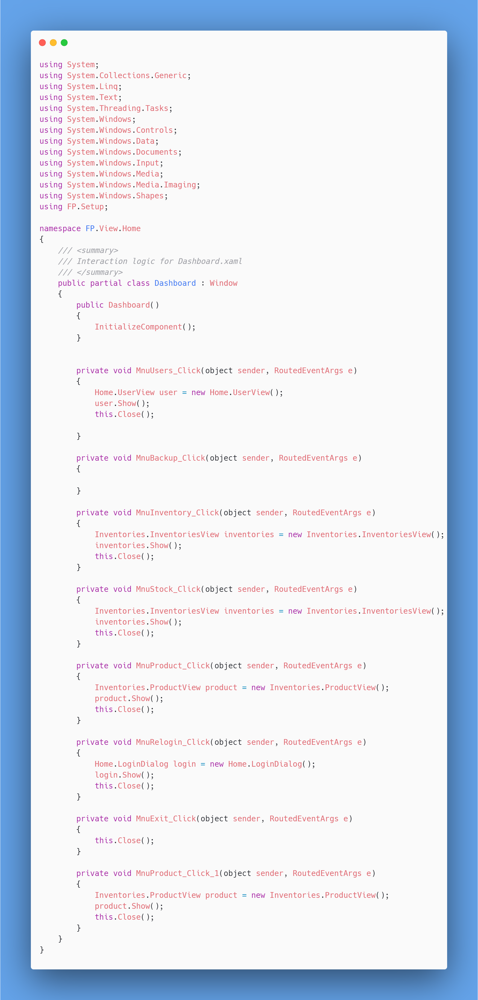 using System;
using System.Collections.Generic;
using System.Linq;
using System.Text;
using System.Threading.Tasks;
using System.Windows;
using System.Windows.Controls;
using System.Windows.Data;
using System.Windows.Documents;
using System.Windows.Input;
using System.Windows.Media;
using System.Windows.Media.Imaging;
using System.Windows.Shapes;
using FP.Setup;

namespace FP.View.Home
{
    /// <summary>
    /// Interaction logic for Dashboard.xaml
    /// </summary>
    public partial class Dashboard : Window
    {
        public Dashboard()
        {
            InitializeComponent();
        }


        private void MnuUsers_Click(object sender, RoutedEventArgs e)
        {
            Home.UserView user = new Home.UserView();
            user.Show();
            this.Close();

        }

        private void MnuBackup_Click(object sender, RoutedEventArgs e)
        {

        }

        private void MnuInventory_Click(object sender, RoutedEventArgs e)
        {
            Inventories.InventoriesView inventories = new Inventories.InventoriesView();
            inventories.Show();
            this.Close();
        }

        private void MnuStock_Click(object sender, RoutedEventArgs e)
        {
            Inventories.InventoriesView inventories = new Inventories.InventoriesView();
            inventories.Show();
            this.Close();
        }

        private void MnuProduct_Click(object sender, RoutedEventArgs e)
        {
            Inventories.ProductView product = new Inventories.ProductView();
            product.Show();
            this.Close();
        }

        private void MnuRelogin_Click(object sender, RoutedEventArgs e)
        {
            Home.LoginDialog login = new Home.LoginDialog();
            login.Show();
            this.Close();
        }

        private void MnuExit_Click(object sender, RoutedEventArgs e)
        {
            this.Close();
        }

        private void MnuProduct_Click_1(object sender, RoutedEventArgs e)
        {
            Inventories.ProductView product = new Inventories.ProductView();
            product.Show();
            this.Close();
        }
    }
}